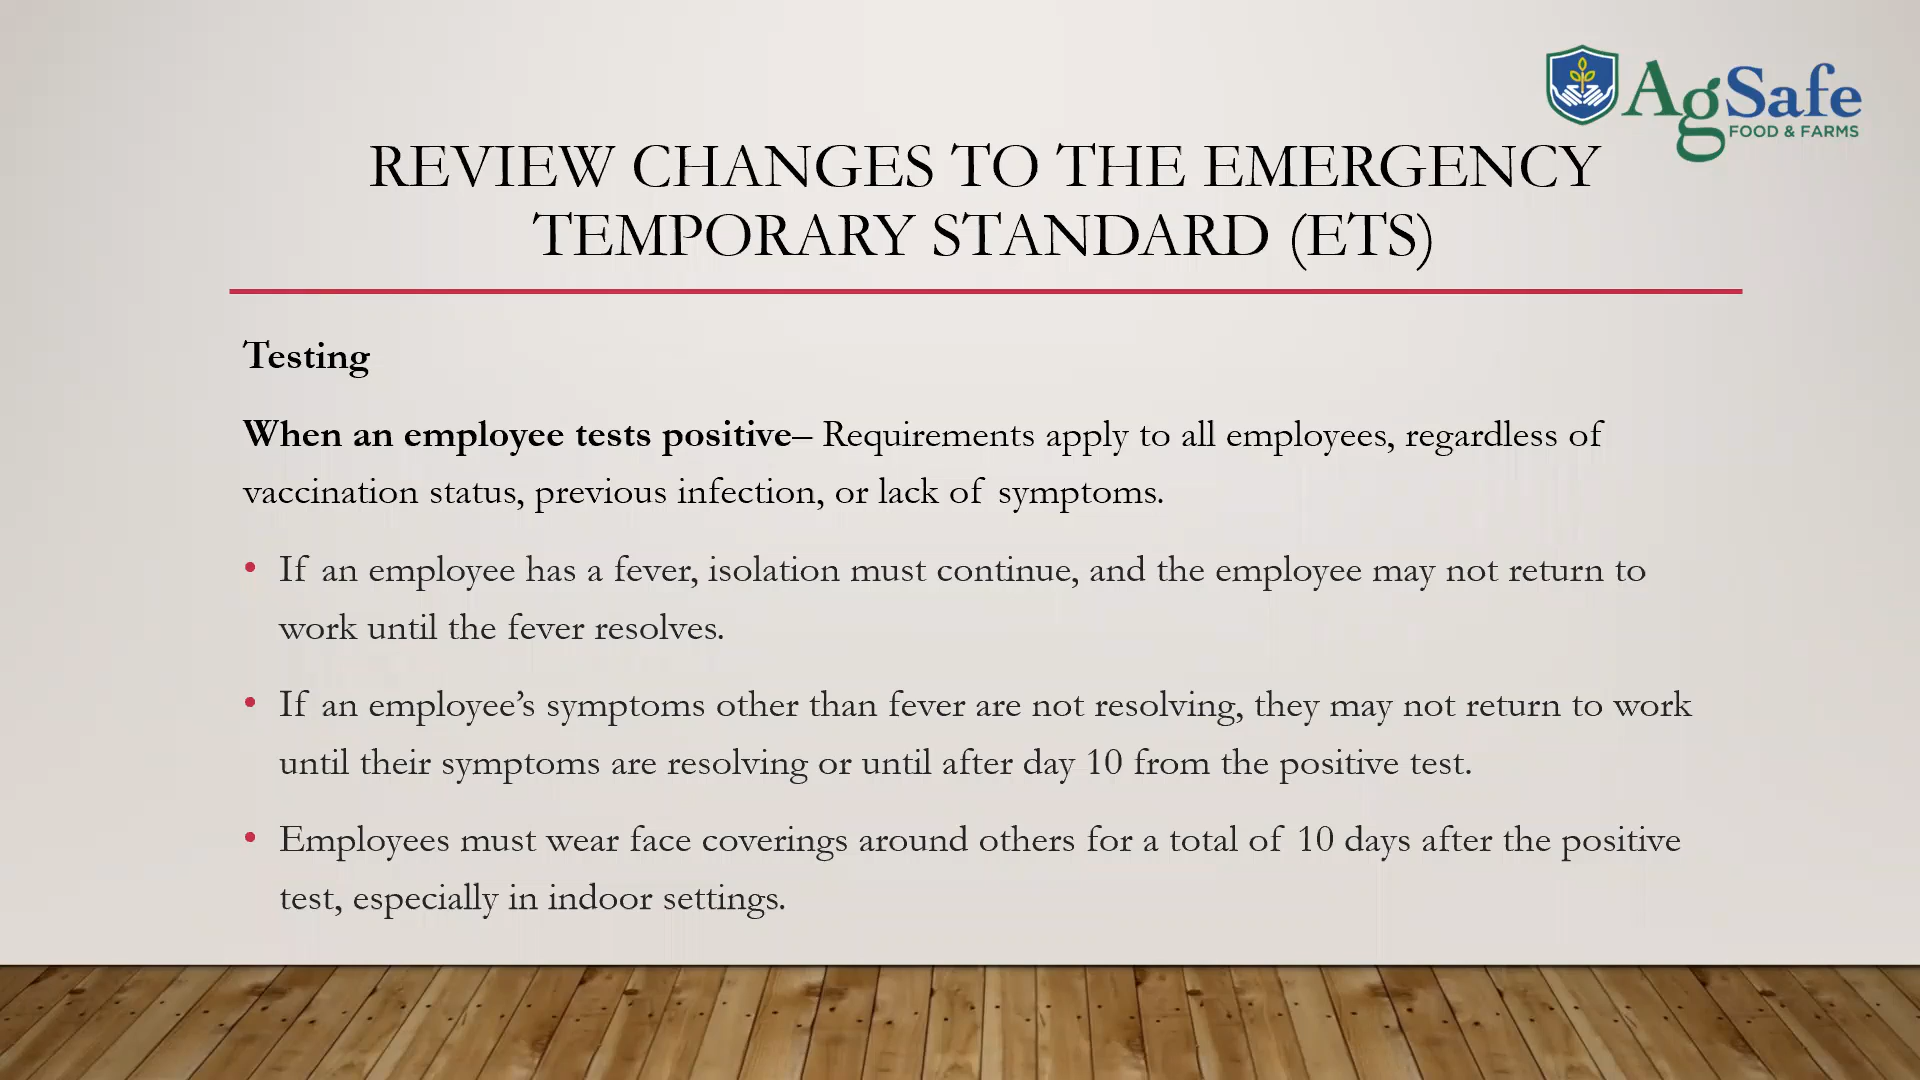 AgSafe
FOOD & FARMS
REVIEW CHANGES TO THE EMERGENCY
TEMPORARY STANDARD (ETS)
Testing
When an employee tests positive– Requirements apply to all employees, regardless of
vaccination status, previous infection, or lack of symptoms.
• If an employee has a fever, isolation must continue, and the employee may not return to
work until the fever resolves.
• If an employee’s symptoms other than fever are not resolving, they may not return to work
until their symptoms are resolving or until after day 10 from the positive test.
• Employees must wear face coverings around others for a total of 10 days after the positive
test, especially in indoor settings.